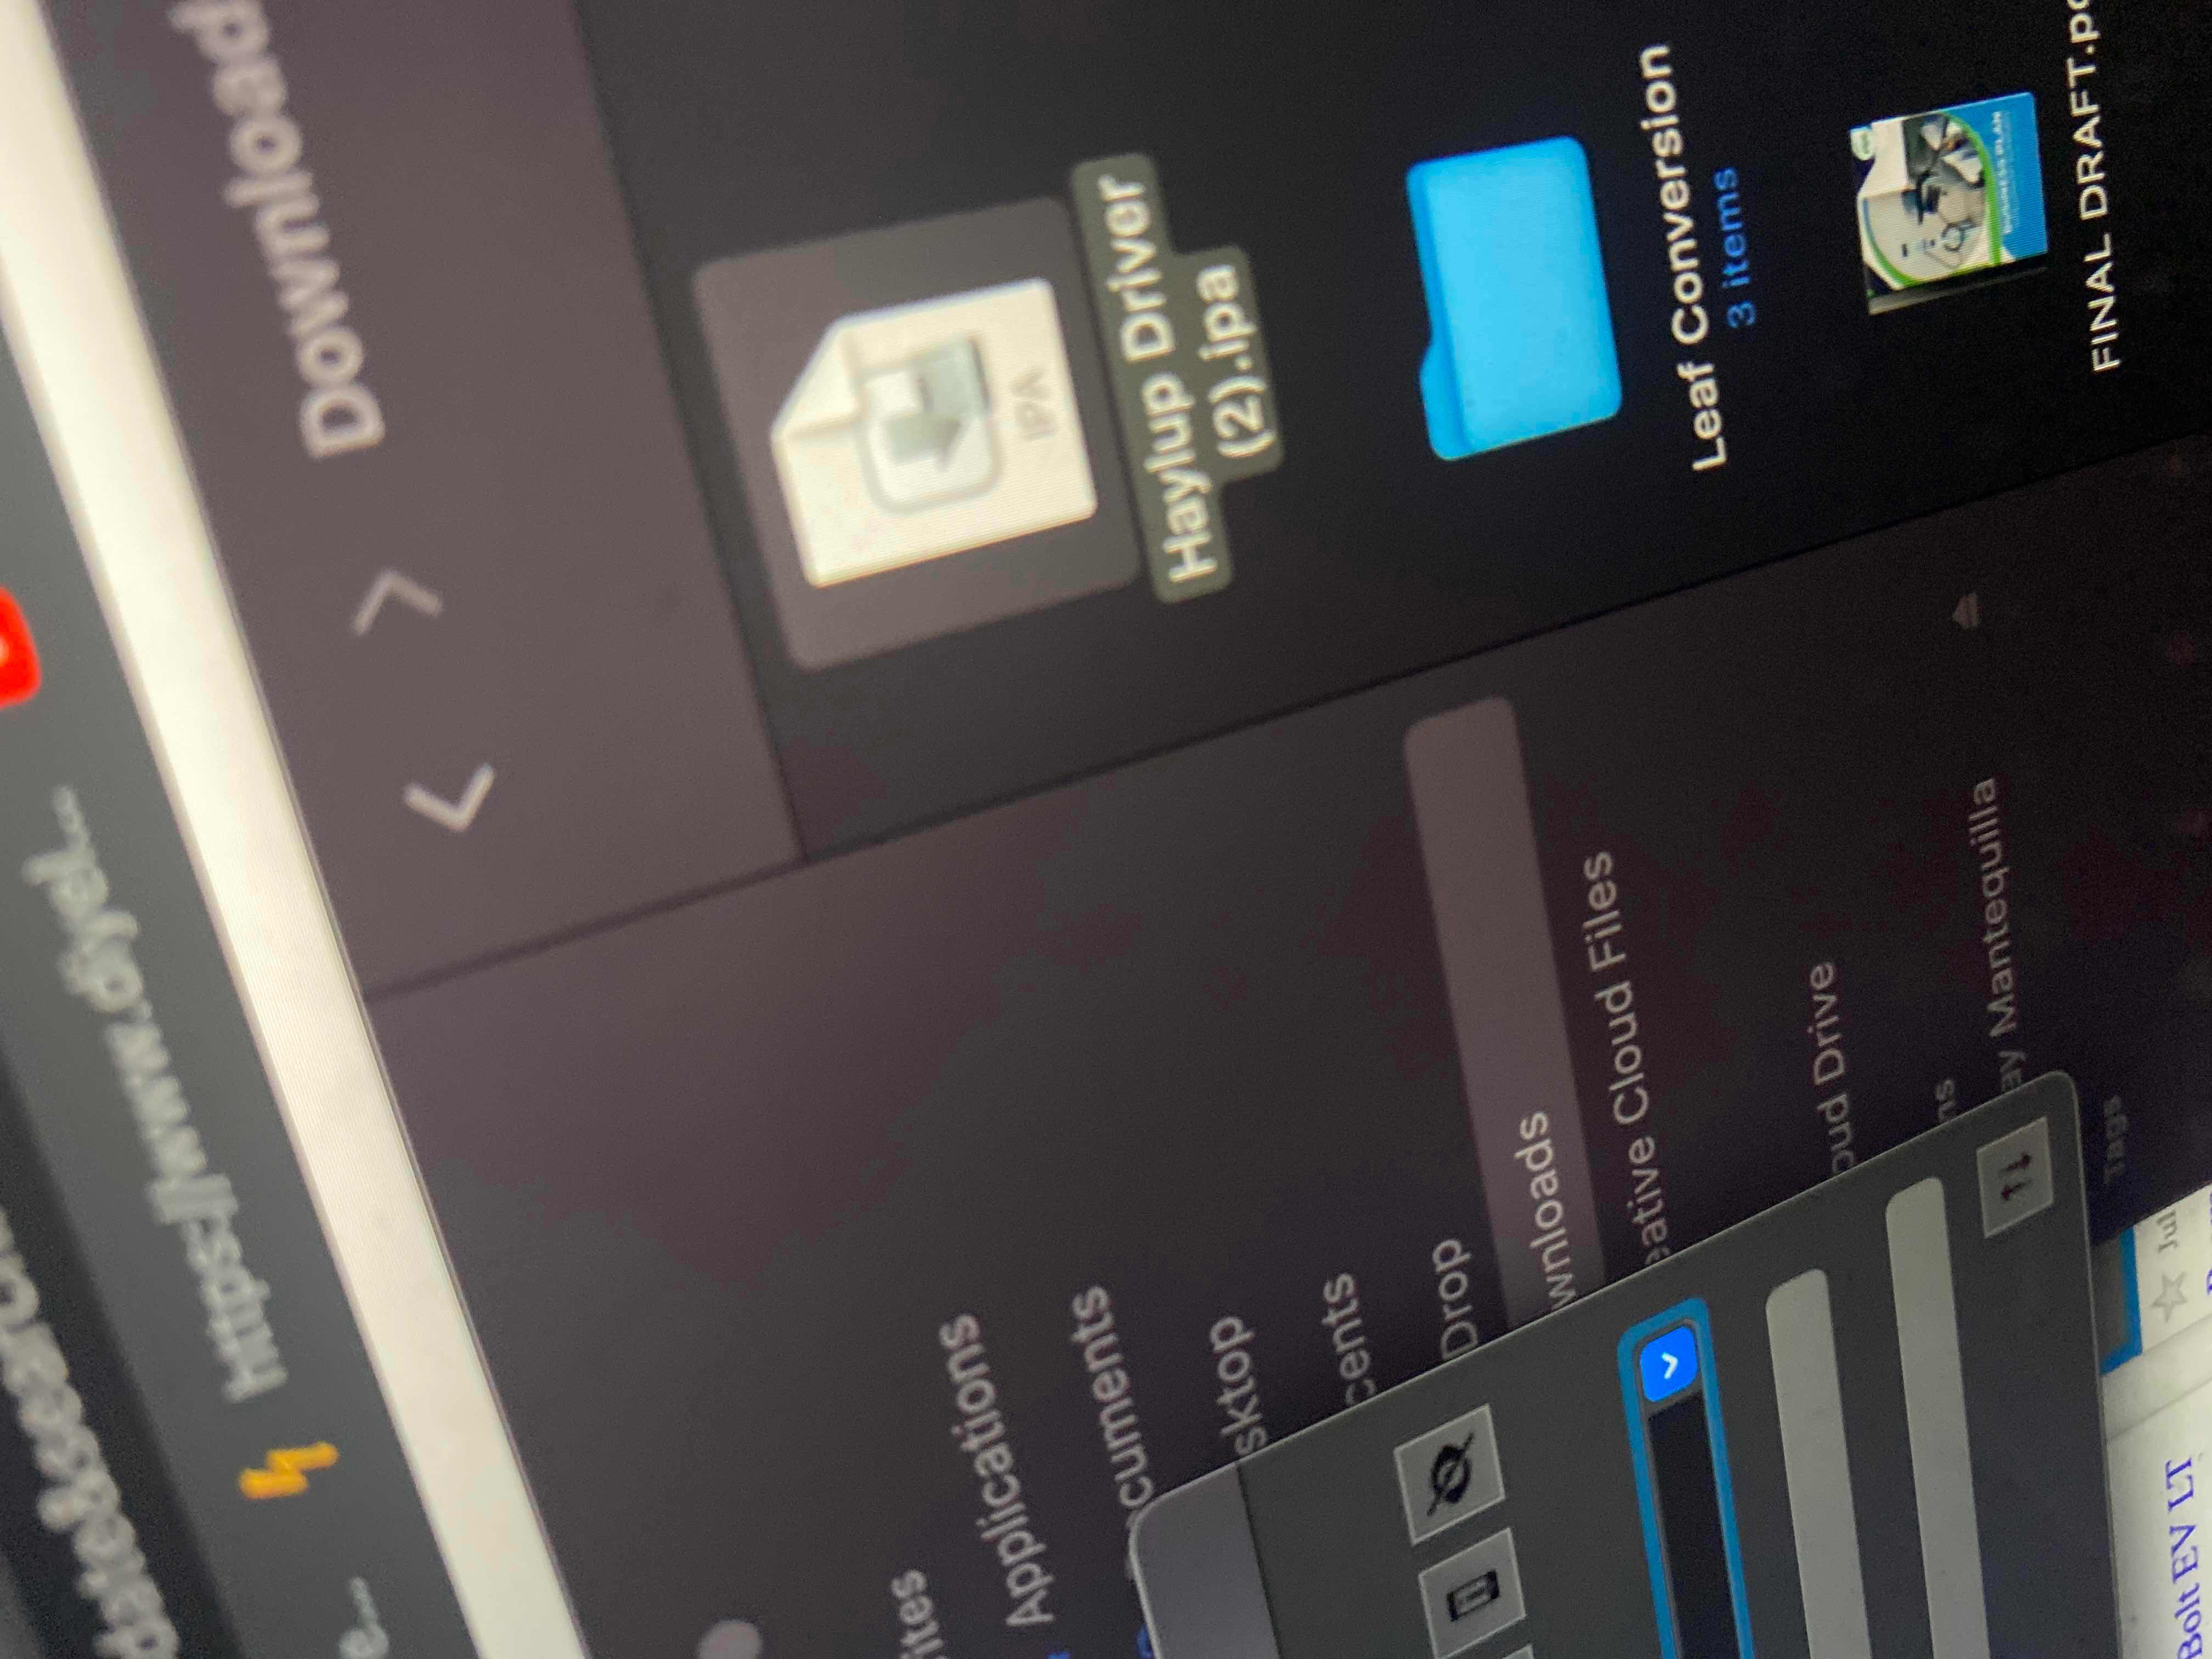 date&search
e...
https://www.diyel...
Download
ites
Applications
cuments
sktop
cents
Drop
wnloads
eative Cloud Files
oud Drive
ns
ay Mantequilla
Tags
IPA
Haylup Driver
(2).ipa
Leaf Conversion
3 items
BUSINESS PLAN
FINAL DRAFT.pd
Bolt EV LT
Jul